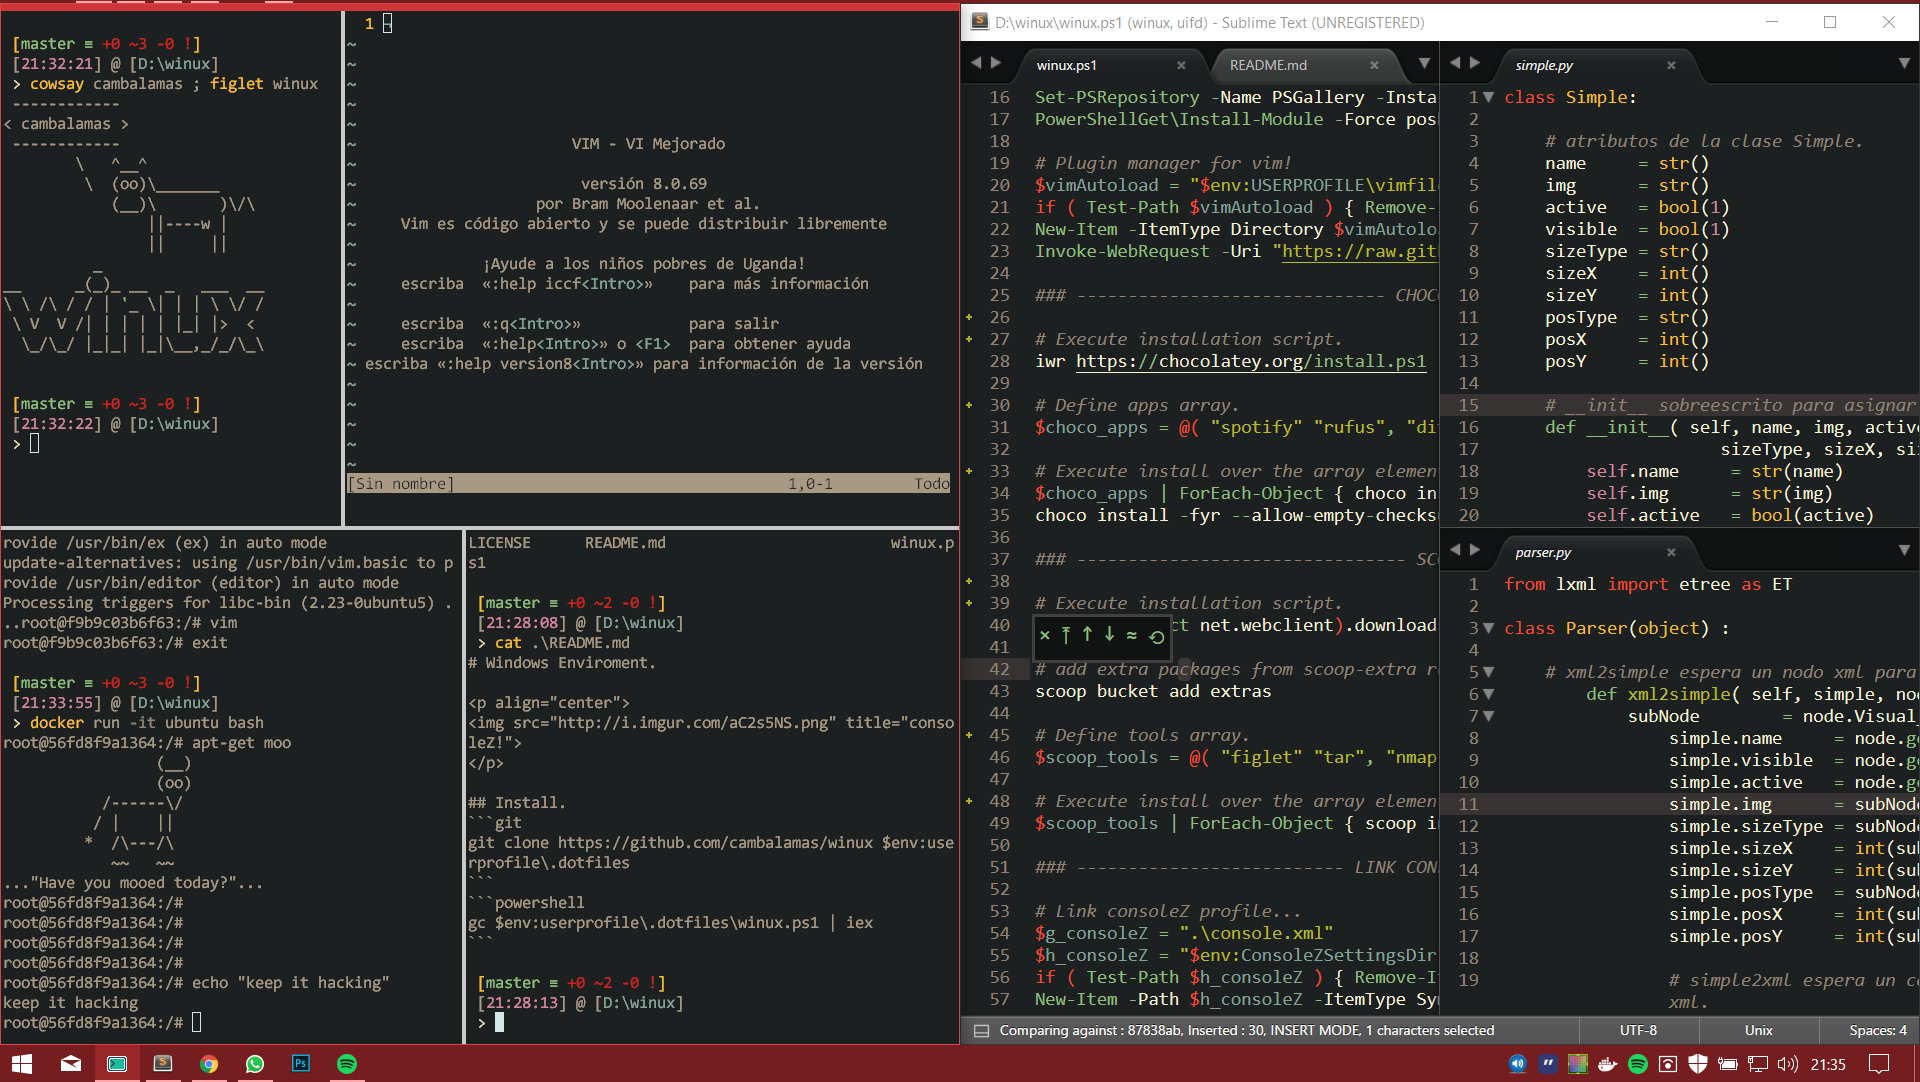 [master ≡ +0 ~3 -0 !]
[21:32:21] @ [D:\winux]
> cowsay cambalamas ; figlet winux
------------
< cambalamas >
------------
        \   ^__^
         \  (oo)\_______
            (__)\       )\/\
                ||----w |
                ||     ||
[master ≡ +0 ~3 -0 !]
[21:32:22] @ [D:\winux]
>
1
~
VIM - VI Mejorado
versión 8.0.69
por Bram Moolenaar et al.
Vim es código abierto y se puede distribuir libremente
¡Ayude a los niños pobres de Uganda!
escriba «:help iccf<Intro>» para más información
escriba «:q<Intro>» para salir
escriba «:help<Intro>» o <F1> para obtener ayuda
escriba «:help version8<Intro>» para información de la versión
[Sin nombre] 1,0-1 Todo
rovide /usr/bin/ex (ex) in auto mode
update-alternatives: using /usr/bin/vim.basic to p
rovide /usr/bin/editor (editor) in auto mode
Processing triggers for libc-bin (2.23-0ubuntu5) .
..root@f9b9c03b6f63:/# vim
root@f9b9c03b6f63:/# exit
[master ≡ +0 ~3 -0 !]
[21:33:55] @ [D:\winux]
> docker run -it ubuntu bash
root@56fd8f9a1364:/# apt-get moo
                 (__)
                 (oo)
           /------\/
          / |    ||
         *  /\---/\
            ~~   ~~
..."Have you mooed today?"...
root@56fd8f9a1364:/#
root@56fd8f9a1364:/#
root@56fd8f9a1364:/#
root@56fd8f9a1364:/#
root@56fd8f9a1364:/# echo "keep it hacking"
keep it hacking
root@56fd8f9a1364:/#
LICENSE README.md winux.p
s1
[master ≡ +0 ~2 -0 !]
[21:28:08] @ [D:\winux]
> cat .\README.md
# Windows Enviroment.
<p align="center">
<img src="http://i.imgur.com/aC2s5NS.png" title="conso
leZ!">
</p>
## Install.
```git
git clone https://github.com/cambalamas/winux $env:use
rprofile\.dotfiles
```
```powershell
gc $env:userprofile\.dotfiles\winux.ps1 | iex
```
[master ≡ +0 ~2 -0 !]
[21:28:13] @ [D:\winux]
>
D:\winux\winux.ps1 (winux, uifd) - Sublime Text (UNREGISTERED)
winux.ps1 README.md
16 Set-PSRepository -Name PSGallery -Insta
17 PowerShellGet\Install-Module -Force pos
18
19 # Plugin manager for vim!
20 $vimAutoload = "$env:USERPROFILE\vimfil
21 if ( Test-Path $vimAutoload ) { Remove-
22 New-Item -ItemType Directory $vimAutolo
23 Invoke-WebRequest -Uri "https://raw.git
24
25 ### ------------------------------ CHOC
26
27 # Execute installation script.
28 iwr https://chocolatey.org/install.ps1
29
30 # Define apps array.
31 $choco_apps = @( "spotify" "rufus", "di
32
33 # Execute install over the array elemen
34 $choco_apps | ForEach-Object { choco in
35 choco install -fyr --allow-empty-checks
36
37 ### -------------------------------- SC
38
39 # Execute installation script.
40 ct net.webclient).download
41
42 # add extra packages from scoop-extra r
43 scoop bucket add extras
44
45 # Define tools array.
46 $scoop_tools = @( "figlet" "tar", "nmap
47
48 # Execute install over the array elemen
49 $scoop_tools | ForEach-Object { scoop i
50
51 ### -------------------------- LINK CON
52
53 # Link consoleZ profile...
54 $g_consoleZ = ".\console.xml"
55 $h_consoleZ = "$env:ConsoleZSettingsDir
56 if ( Test-Path $h_consoleZ ) { Remove-I
57 New-Item -Path $h_consoleZ -ItemType Sy
simple.py
1 class Simple:
2
3 # atributos de la clase Simple.
4 name = str()
5 img = str()
6 active = bool(1)
7 visible = bool(1)
8 sizeType = str()
9 sizeX = int()
10 sizeY = int()
11 posType = str()
12 posX = int()
13 posY = int()
14
15 # __init__ sobreescrito para asignar
16 def __init__( self, name, img, active
17 sizeType, sizeX, si
18 self.name = str(name)
19 self.img = str(img)
20 self.active = bool(active)
parser.py
1 from lxml import etree as ET
2
3 class Parser(object) :
4
5 # xml2simple espera un nodo xml para
6 def xml2simple( self, simple, no
7 subNode = node.Visual_
8 simple.name = node.g
9 simple.visible = node.g
10 simple.active = node.g
11 simple.img = subNod
12 simple.sizeType = subNod
13 simple.sizeX = int(su
14 simple.sizeY = int(su
15 simple.posType = subNod
16 simple.posX = int(su
17 simple.posY = int(su
18
19 # simple2xml espera un c
xml.
Comparing against : 87838ab, Inserted : 30, INSERT MODE, 1 characters selected UTF-8 Unix Spaces: 4
Ps
21:35